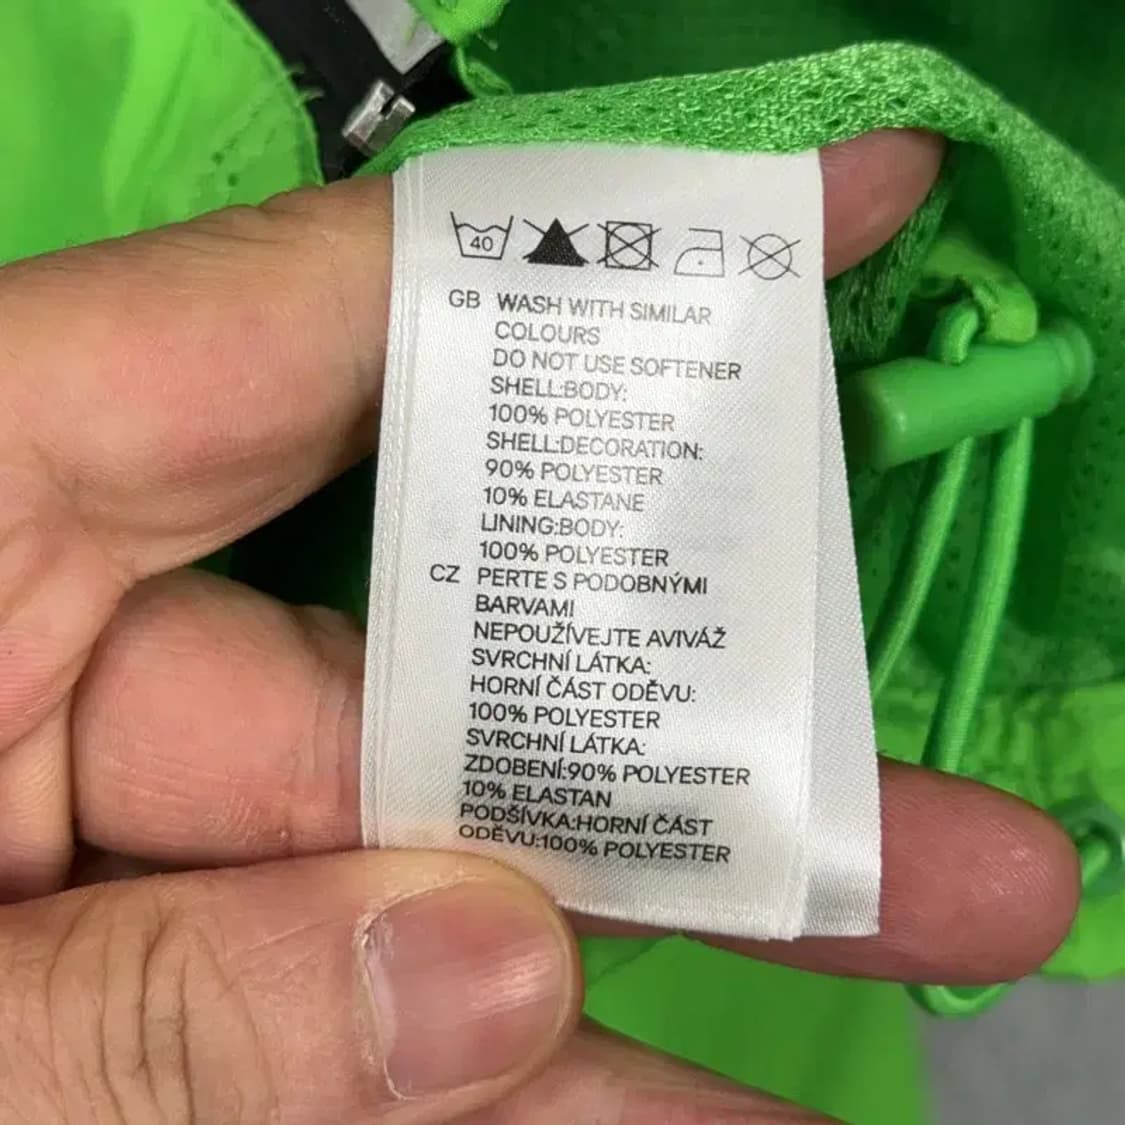 40
GB WASH WITH SIMILAR
COLOURS
DO NOT USE SOFTENER
SHELL:BODY:
100% POLYESTER
SHELL:DECORATION:
90% POLYESTER
10% ELASTANE
LINING:BODY:
100% POLYESTER
CZ PERTE S PODOBNÝMI
BARVAMI
NEPOUŽÍVEJTE AVIVÁŽ
SVRCHNÍ LÁTKA:
HORNÍ ČÁST ODĚVU:
100% POLYESTER
SVRCHNÍ LÁTKA:
ZDOBENÍ:90% POLYESTER
10% ELASTAN
PODŠÍVKA:HORNÍ ČÁST
ODĚVU:100% POLYESTER